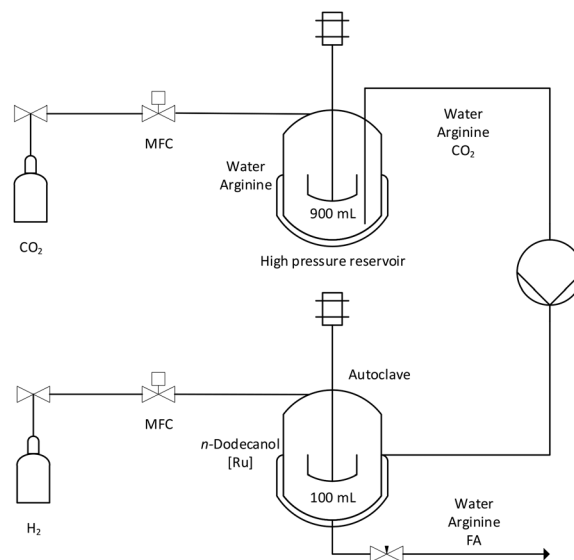 Water
Arginine
CO₂
MFC
Water
Arginine
900 mL
CO₂
High pressure reservoir
Autoclave
MFC
n-Dodecanol
[Ru]
100 mL
H₂
Water
Arginine
FA